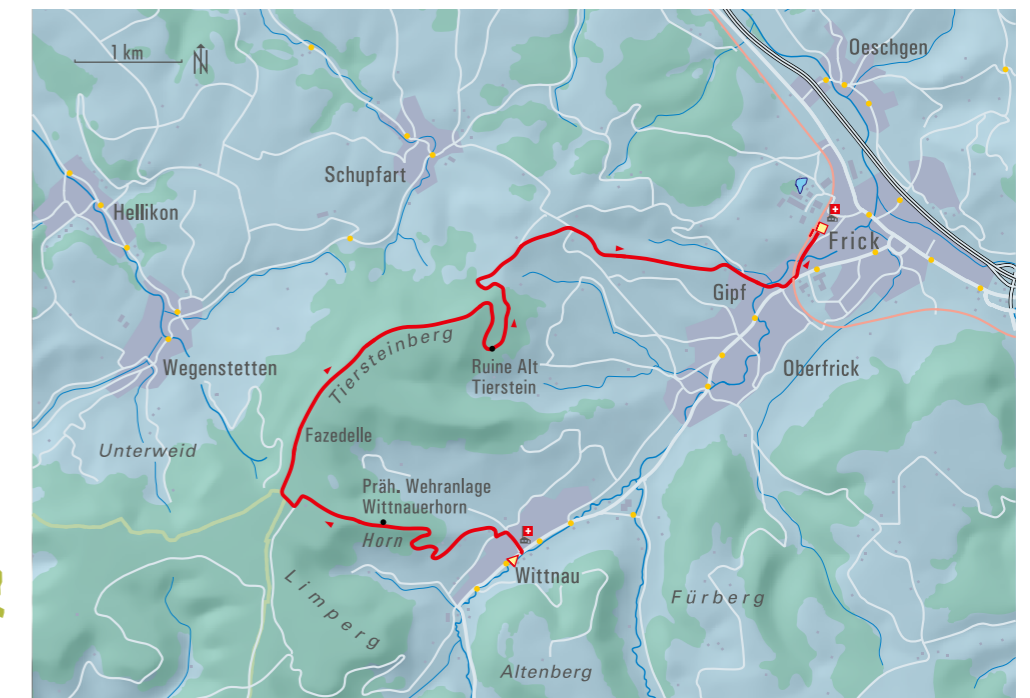 1 km
N
Oeschgen
Schupfart
Hellikon
Frick
Gipf
Tiersteinberg
Ruine Alt
Tierstein
Wegenstetten
Oberfrick
Fazedelle
Unterweid
Präh. Wehranlage
Wittnauerhorn
Horn
Wittnau
Limperg
Fürberg
Altenberg